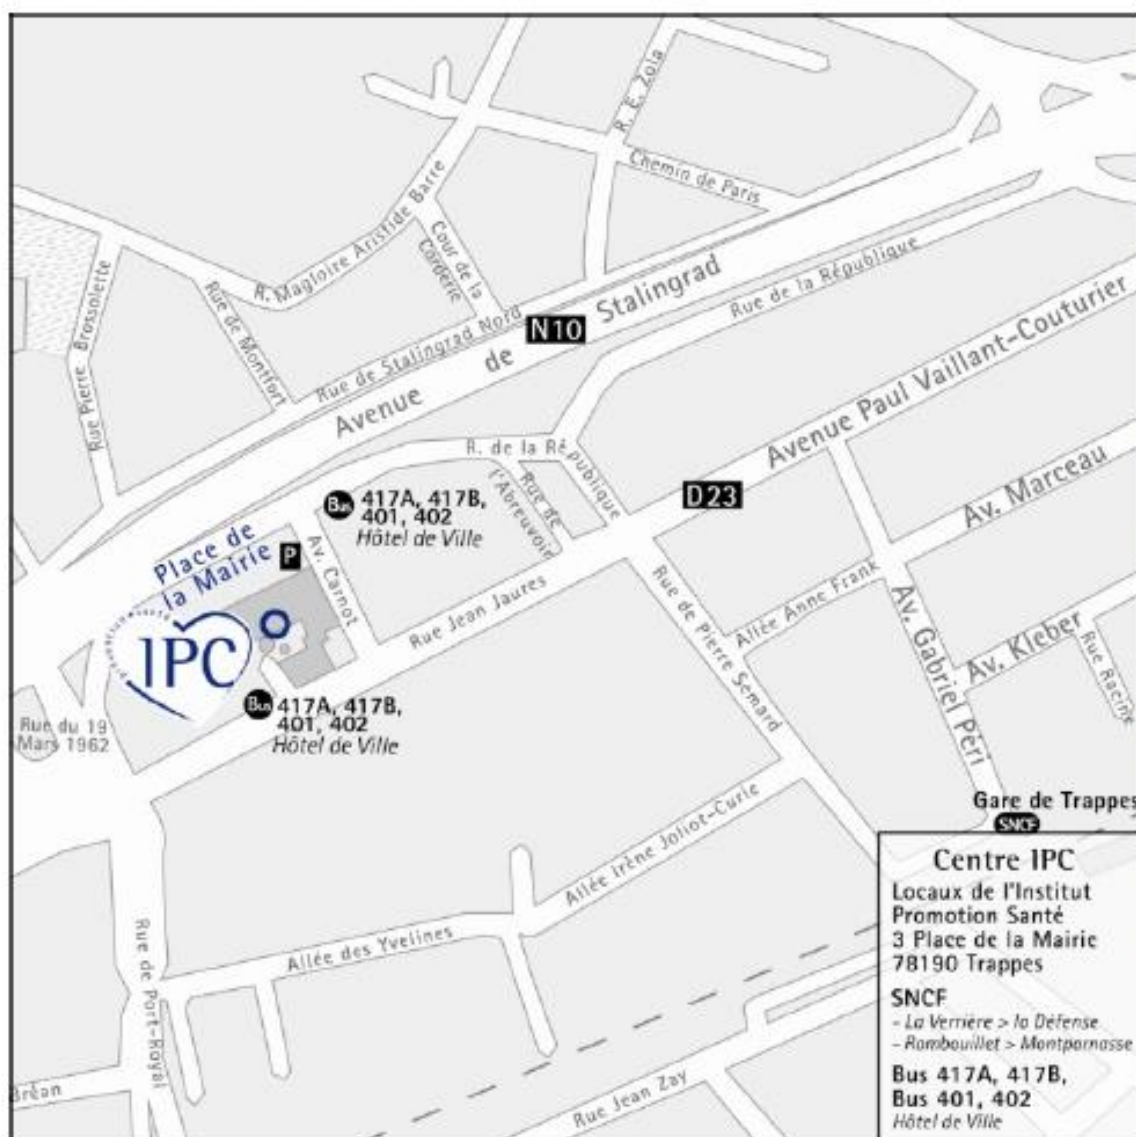 R. E. Zola
Chemin de Paris
R. Magloire Aristide Barre
Cour de la
Corderie
Rue Pierre Brossolette
Rue de Montfort
Rue de Stalingrad Nord
N10
Avenue de Stalingrad
Rue de la République
Avenue Paul Vaillant-Couturier
R. de la République
Rue de
l'Abreuvoir
D23
Av. Marceau
Bus
417A, 417B,
401, 402
Hôtel de Ville
Place de
la Mairie
P
Av. Carnot
Rue Jean Jaures
Rue de Pierre Semard
Allée Anne Frank
Av. Gabriel Péri
Av. Kleber
Rue Racine
IPC
Bus
417A, 417B,
401, 402
Hôtel de Ville
Rue du 19
Mars 1962
Gare de Trappes
SNCF
Allée Irène Joliot-Curie
Allée des Yvelines
Rue de Port-Royal
Bréan
Rue Jean Zay
Centre IPC
Locaux de l'Institut
Promotion Santé
3 Place de la Mairie
78190 Trappes
SNCF
- La Verrière > la Défense
- Rambouillet > Montparnasse
Bus 417A, 417B,
Bus 401, 402
Hôtel de Ville